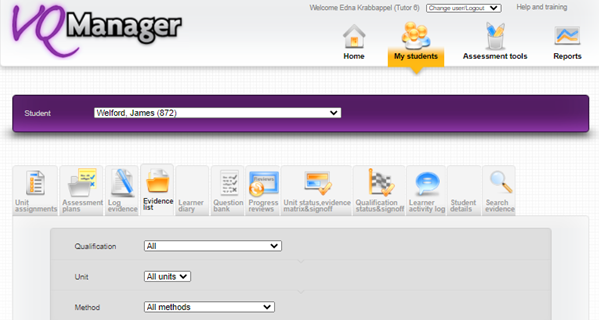 VQManager
Welcome Edna Krabbappel (Tutor 6) Change user/Logout Help and training
Home My students Assessment tools Reports
Student Welford, James (872)
Unit assignments
Assessment plans
Log evidence
Evidence list
Learner diary
Question bank
Progress reviews
Unit status,evidence matrix&signoff
Qualification status&signoff
Learner activity log
Student details
Search evidence
Qualification All
Unit All units
Method All methods